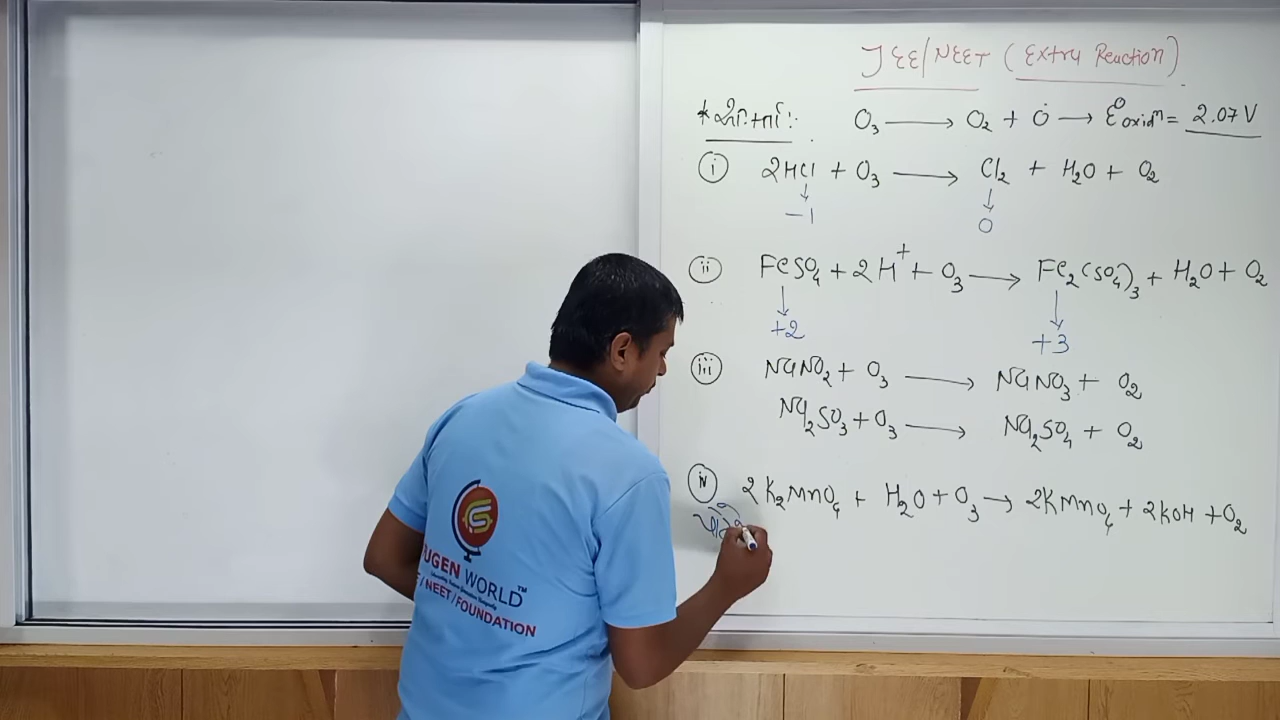 JEE/NEET (Extra Reaction)
O₃ ⟶ O₂ + Ȯ ⟶ E⁰oxidⁿ = 2.07 V
(i) 2HCl + O₃ ⟶ Cl₂ + H₂O + O₂
↓ ↓
-1 0
(ii) FeSO₄ + 2H⁺ + O₃ ⟶ Fe₂(SO₄)₃ + H₂O + O₂
↓ ↓
+2 +3
(iii) NaNO₂ + O₃ ⟶ NaNO₃ + O₂
Na₂SO₃ + O₃ ⟶ Na₂SO₄ + O₂
(iv) 2K₂MnO₄ + H₂O + O₃ ⟶ 2KMnO₄ + 2KOH + O₂
UGEN WORLD™
/NEET/FOUNDATION